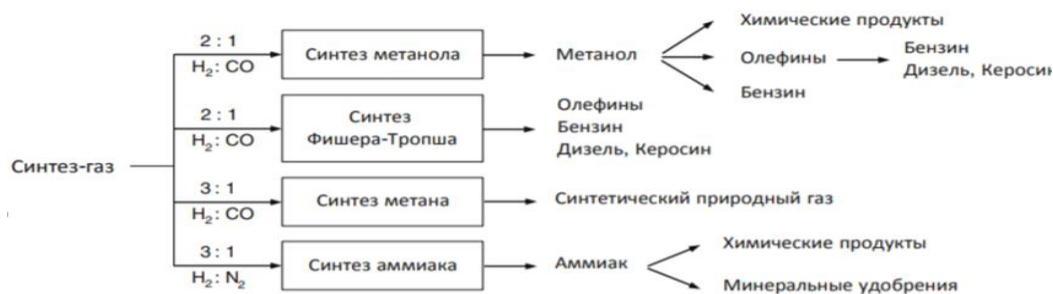 Синтез-газ
2 : 1
H₂: CO
Синтез метанола
Метанол
Химические продукты
Олефины
Бензин
Дизель, Керосин
Бензин
2 : 1
H₂: CO
Синтез
Фишера-Тропша
Олефины
Бензин
Дизель, Керосин
3 : 1
H₂: CO
Синтез метана
Синтетический природный газ
3 : 1
H₂: N₂
Синтез аммиака
Аммиак
Химические продукты
Минеральные удобрения